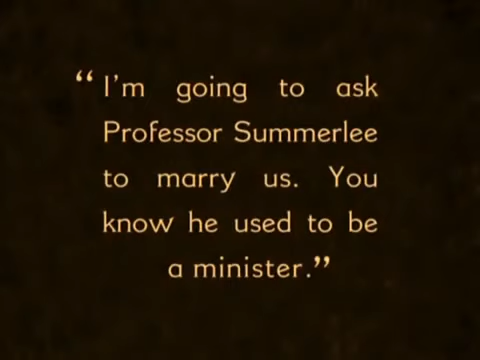 “I’m going to ask
Professor Summerlee
to marry us. You
know he used to be
a minister.”